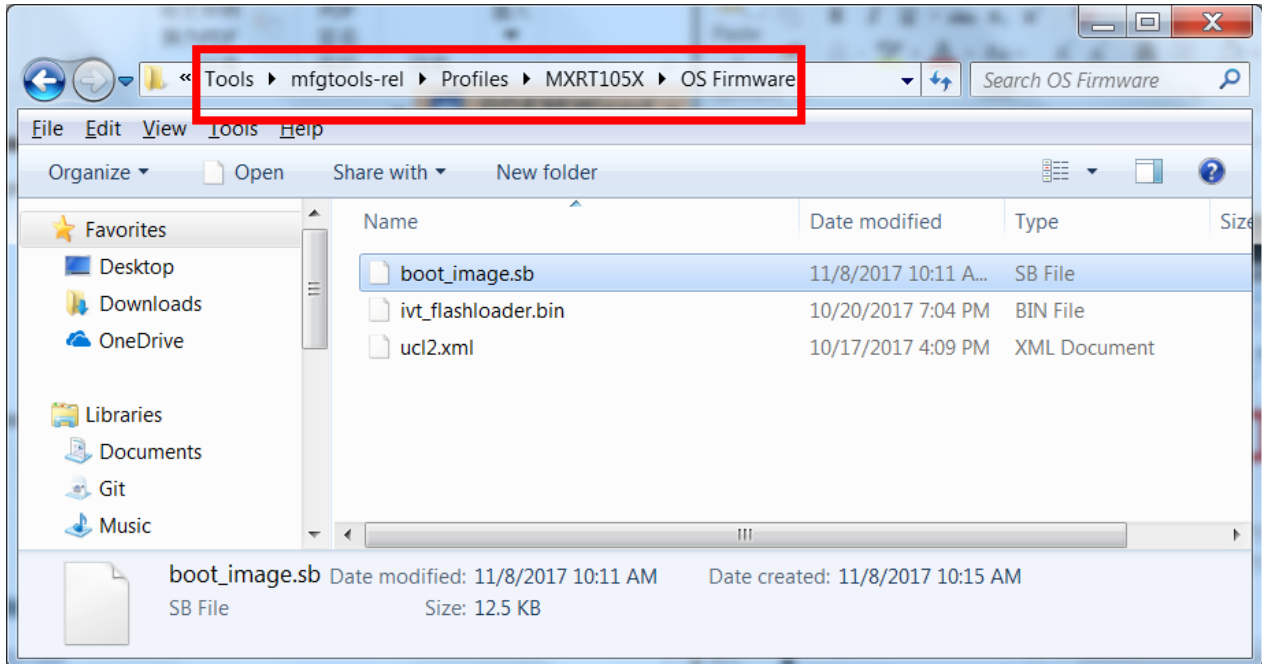 « Tools ▸ mfgtools-rel ▸ Profiles ▸ MXRT105X ▸ OS Firmware Search OS Firmware
File Edit View Tools Help
Organize Open Share with New folder
Name Date modified Type Size
Favorites
Desktop
Downloads
OneDrive
Libraries
Documents
Git
Music
boot_image.sb 11/8/2017 10:11 A... SB File
ivt_flashloader.bin 10/20/2017 7:04 PM BIN File
ucl2.xml 10/17/2017 4:09 PM XML Document
boot_image.sb Date modified: 11/8/2017 10:11 AM Date created: 11/8/2017 10:15 AM
SB File Size: 12.5 KB